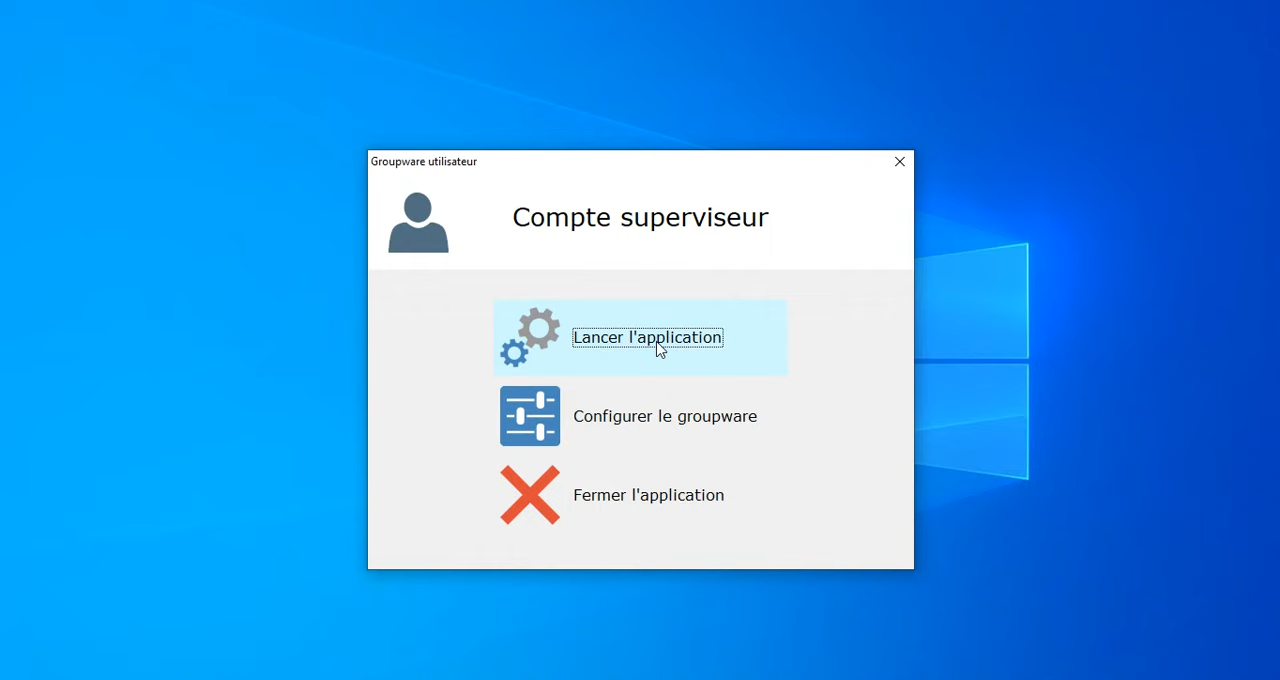 Groupware utilisateur
Compte superviseur
Lancer l'application
Configurer le groupware
Fermer l'application